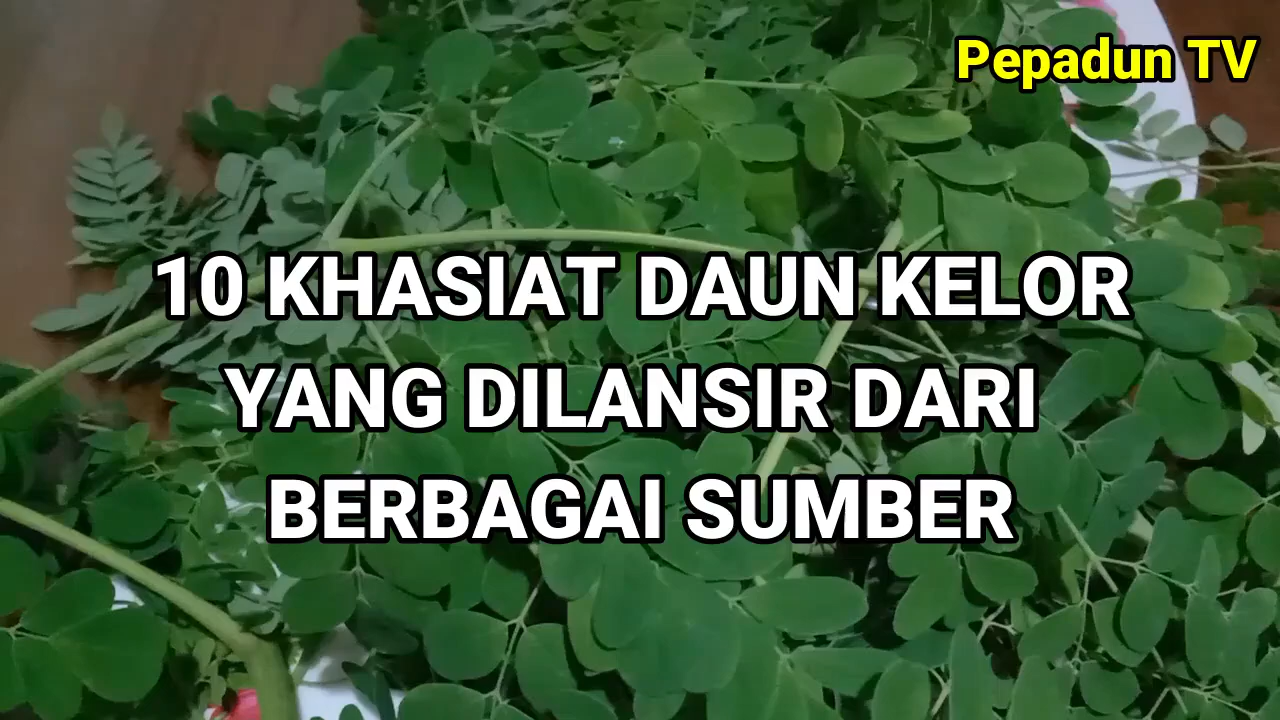 Pepadun TV
10 KHASIAT DAUN KELOR
YANG DILANSIR DARI
BERBAGAI SUMBER